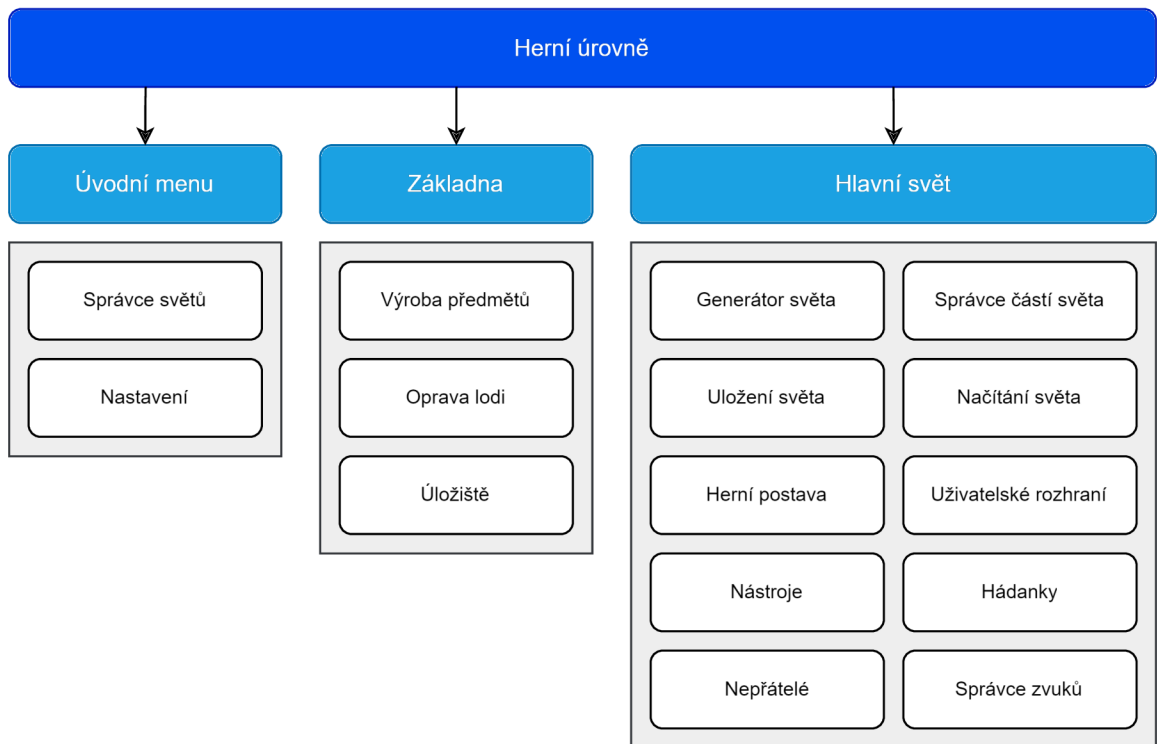 Herní úrovně
Úvodní menu
Základna
Hlavní svět
Správce světů
Nastavení
Výroba předmětů
Oprava lodi
Úložiště
Generátor světa
Správce částí světa
Uložení světa
Načítání světa
Herní postava
Uživatelské rozhraní
Nástroje
Hádanky
Nepřátelé
Správce zvuků